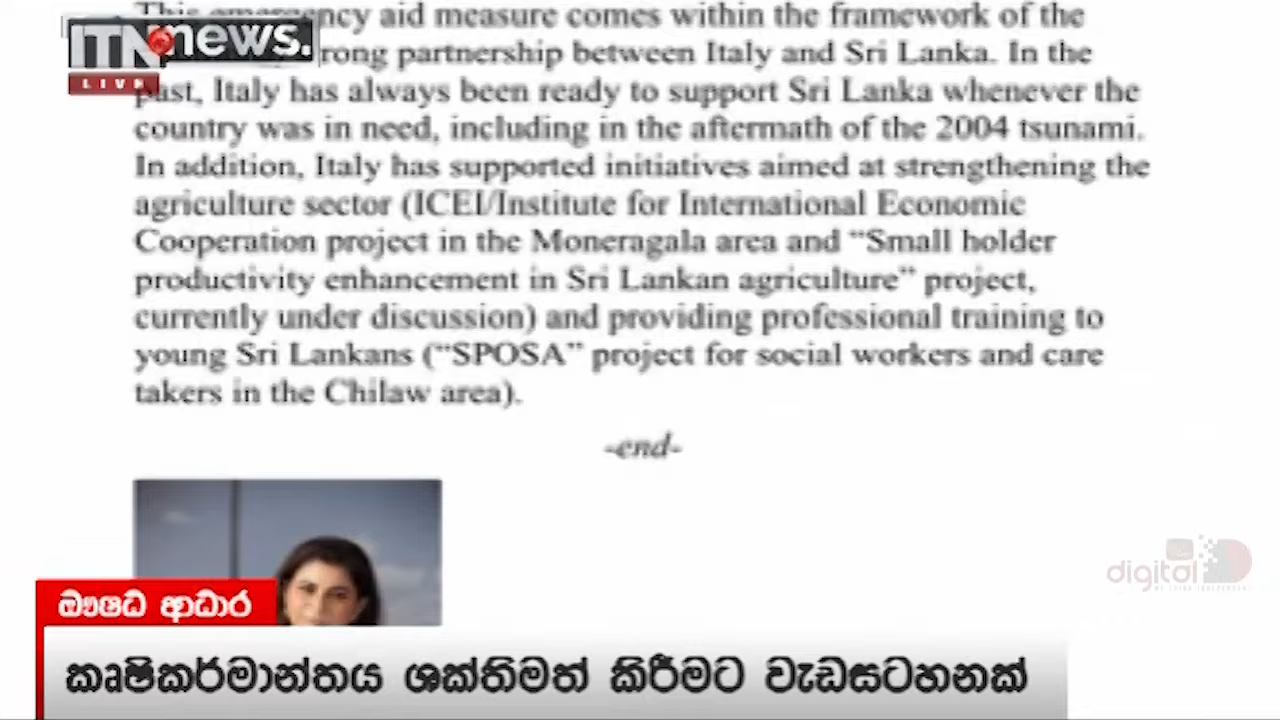 This emergency aid measure comes within the framework of the
ITN news.
strong partnership between Italy and Sri Lanka. In the
LIVE
past, Italy has always been ready to support Sri Lanka whenever the
country was in need, including in the aftermath of the 2004 tsunami.
In addition, Italy has supported initiatives aimed at strengthening the
agriculture sector (ICEI/Institute for International Economic
Cooperation project in the Moneragala area and “Small holder
productivity enhancement in Sri Lankan agriculture” project,
currently under discussion) and providing professional training to
young Sri Lankans (“SPOSA” project for social workers and care
takers in the Chilaw area).
-end-
digital
ඖෂධ ආධාර
කෘෂිකර්මාන්තය ශක්තිමත් කිරීමට වැඩසටහනක්